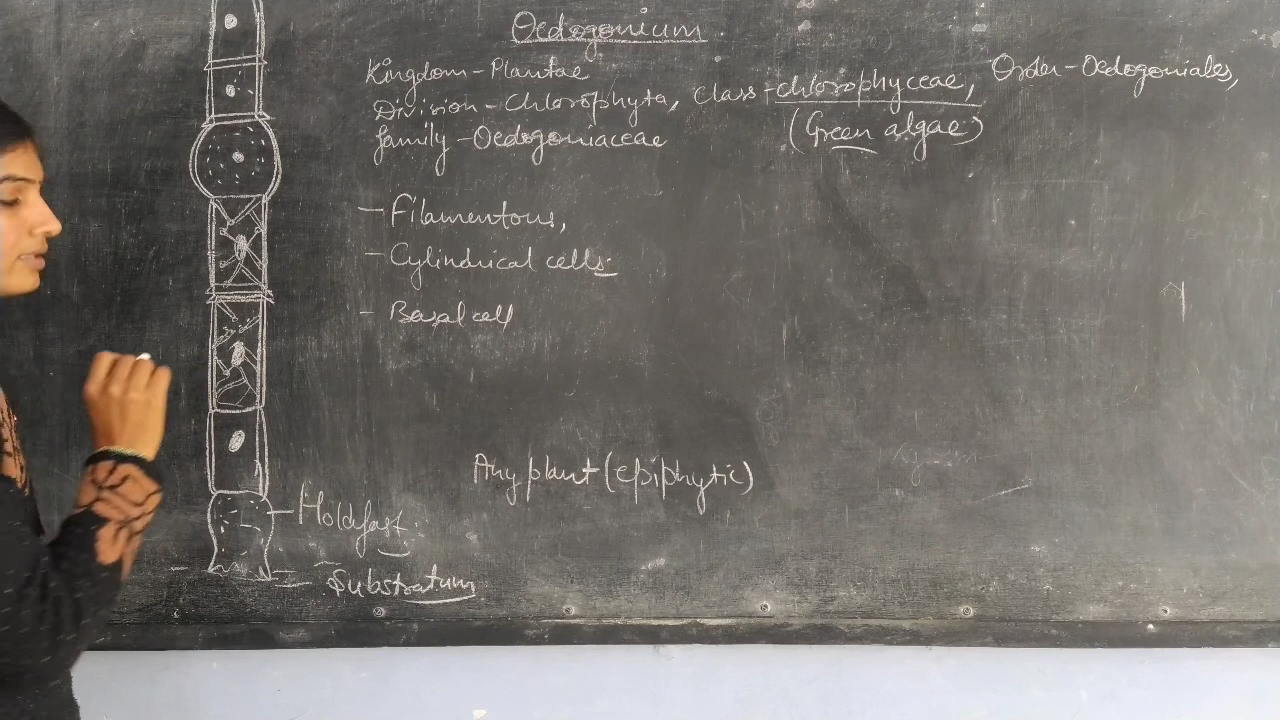 Oedogonium
Kingdom - Plantae
Division - Chlorophyta, Class - chlorophyceae, Order - Oedogoniales,
(Green algae)
family - Oedogoniaceae
- Filamentous,
- Cylindrical cells.
- Basal cell
Any plant (epiphytic)
Holdfast.
Substratum